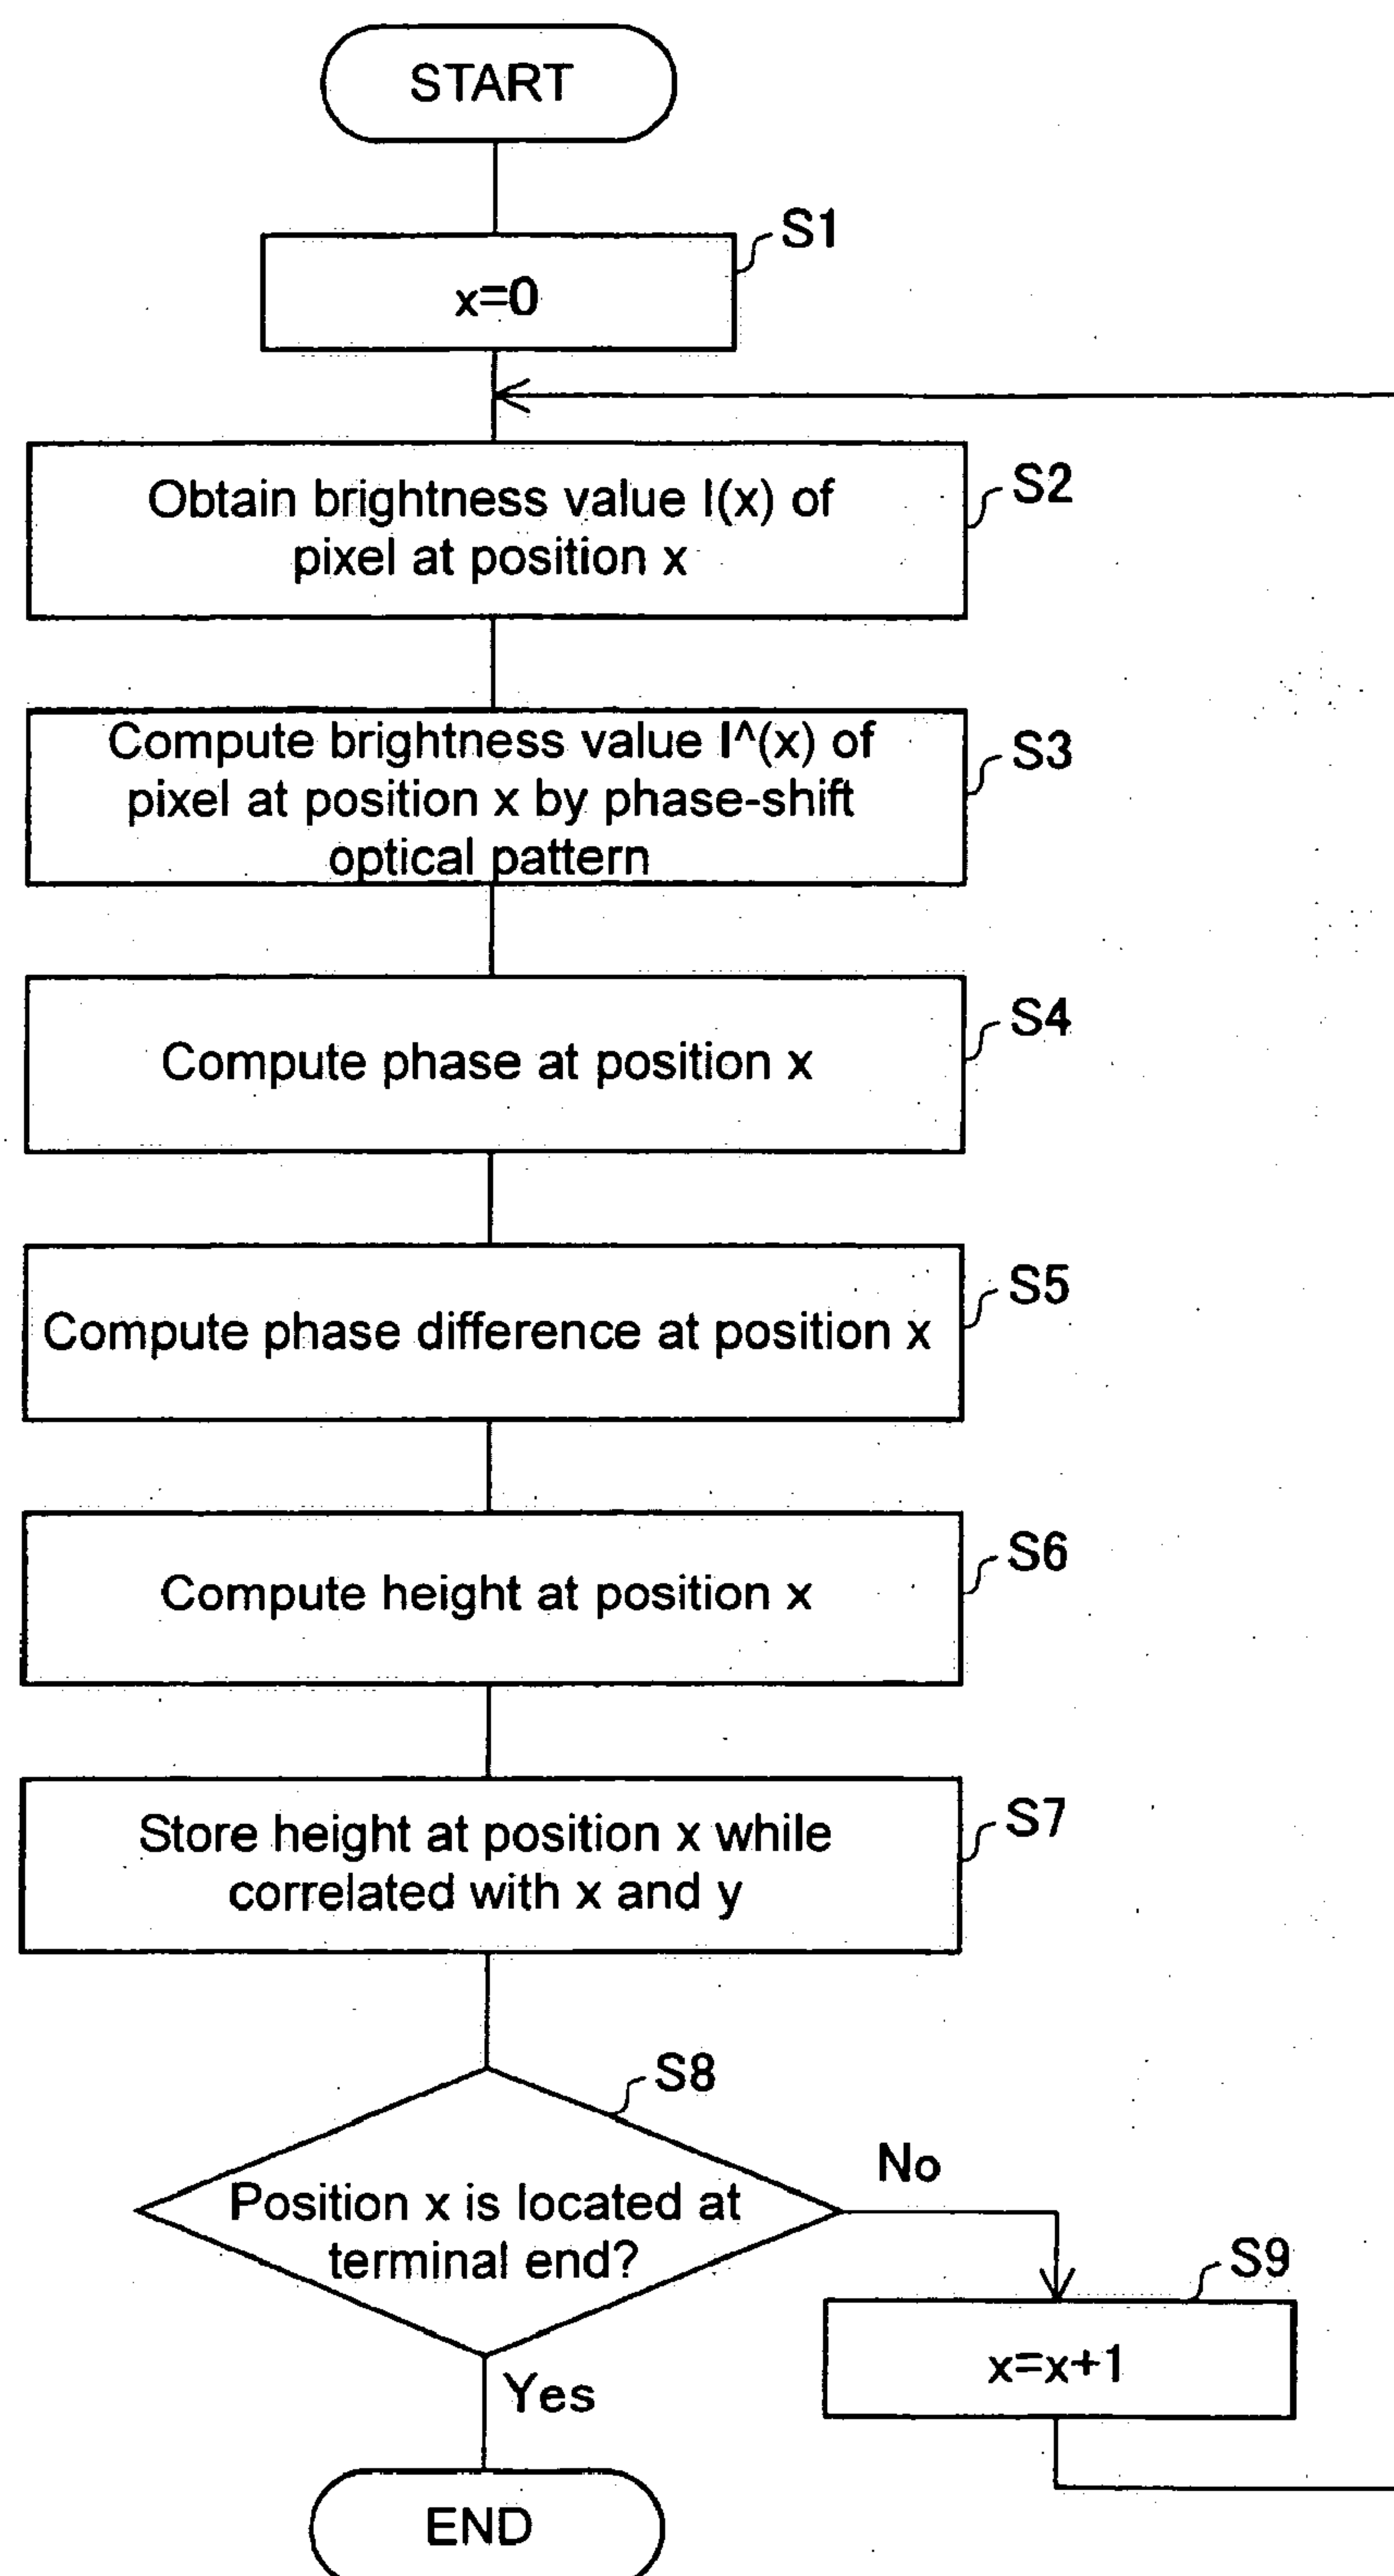 START
S1
x=0
S2
Obtain brightness value I(x) of
pixel at position x
S3
Compute brightness value I^(x) of
pixel at position x by phase-shift
optical pattern
S4
Compute phase at position x
S5
Compute phase difference at position x
S6
Compute height at position x
S7
Store height at position x while
correlated with x and y
S8
Position x is located at
terminal end?
No
S9
x=x+1
Yes
END